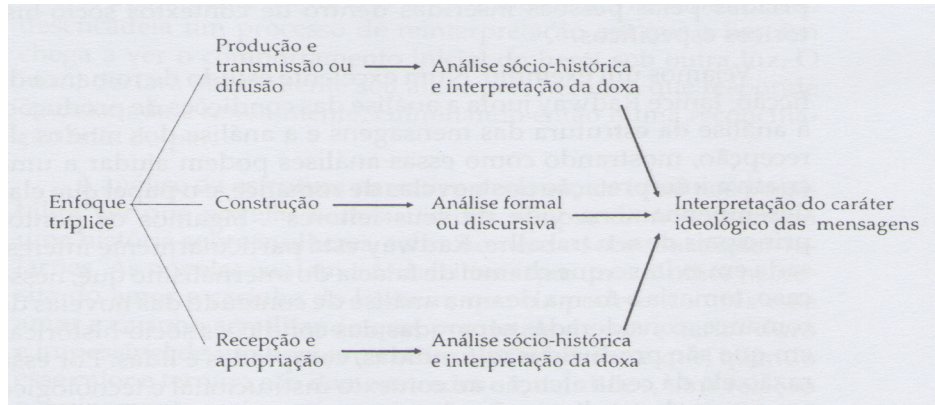 Produção e
transmissão ou
difusão
Análise sócio-histórica
e interpretação da doxa
Enfoque
tríplice
Construção
Análise formal
ou discursiva
Interpretação do caráter
ideológico das mensagens
Recepção e
apropriação
Análise sócio-histórica
e interpretação da doxa